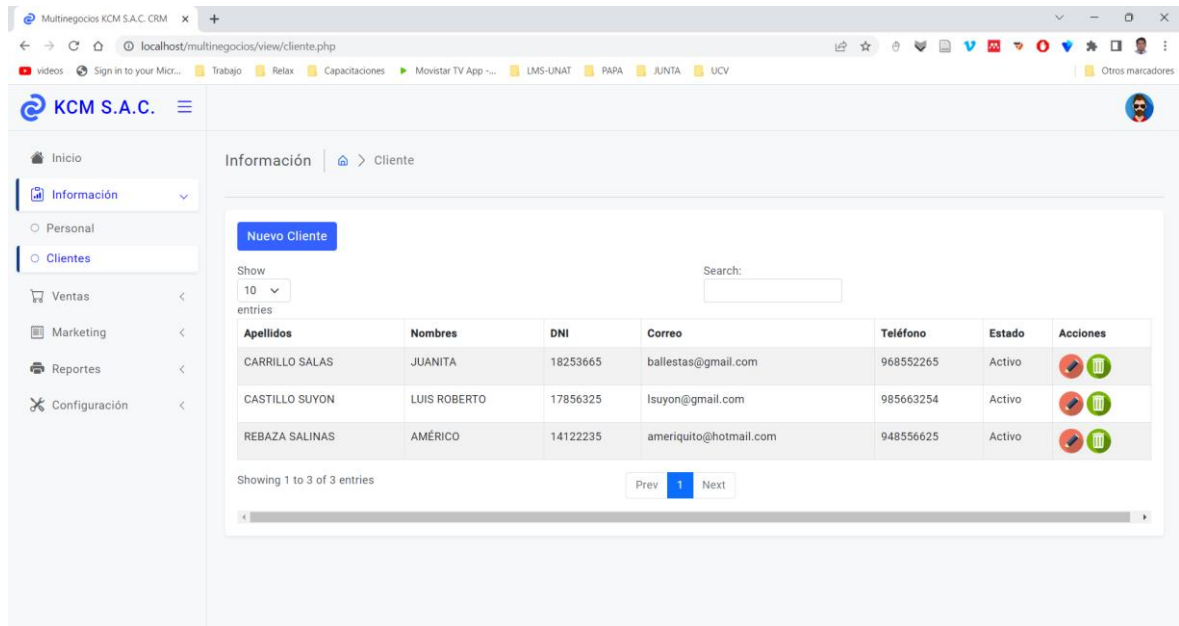 Multinegocios KCM S.A.C. CRM
localhost/multinegocios/view/cliente.php
videos Sign in to your Micr... Trabajo Relax Capacitaciones Movistar TV App -... LMS-UNAT PAPA JUNTA UCV Otros marcadores
KCM S.A.C.
Inicio
Información
Personal
Clientes
Ventas
Marketing
Reportes
Configuración
Información > Cliente
Nuevo Cliente
Show
10
entries
Search:
Apellidos Nombres DNI Correo Teléfono Estado Acciones
CARRILLO SALAS JUANITA 18253665 ballestas@gmail.com 968552265 Activo
CASTILLO SUYON LUIS ROBERTO 17856325 lsuyon@gmail.com 985663254 Activo
REBAZA SALINAS AMÉRICO 14122235 ameriquito@hotmail.com 948556625 Activo
Showing 1 to 3 of 3 entries
Prev 1 Next